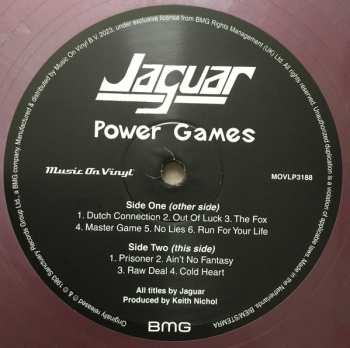 Manufactured & distributed by Music On Vinyl B.V. 2023, under exclusive license from BMG Rights Management (UK) Ltd. Unauthorized duplication is a violation of applicable laws. Made in the Netherlands. BIEM/STEMRA
Originally released ℗ & © 1983 Sanctuary Records Group Ltd., a BMG company.
Jaguar
Power Games
Music On Vinyl
MOVLP3188
Side One (other side)
1. Dutch Connection 2. Out Of Luck 3. The Fox
4. Master Game 5. No Lies 6. Run For Your Life
Side Two (this side)
1. Prisoner 2. Ain't No Fantasy
3. Raw Deal 4. Cold Heart
All titles by Jaguar
Produced by Keith Nichol
BMG